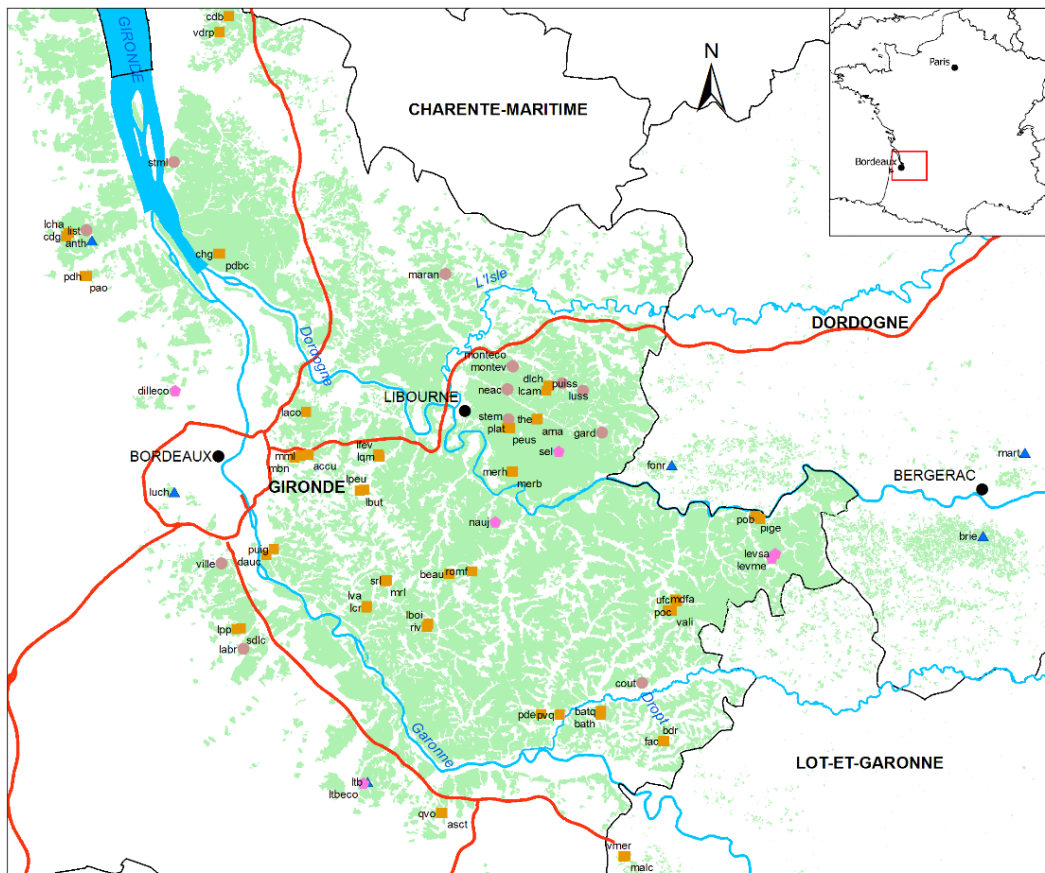 cdb
vdrp
GIRONDE
N
CHARENTE-MARITIME
Paris
Bordeaux
stmi
lcha
list
cdg
anth
pdh
pao
chg
pdbc
maran
L'Isle
DORDOGNE
Dordogne
monteco
montev
dlch
puiss
neac
lcam
luss
dilleco
LIBOURNE
laco
stem
the
ama
plat
peus
gard
sel
BORDEAUX
mml
mbn
accu
lfev
lqm
GIRONDE
lpeu
lbut
luch
merh
merb
fonr
mart
BERGERAC
nauj
pob
pige
brie
levsa
levme
puig
dauc
ville
beau
romf
srl
mrl
lva
lcr
lboi
riv
ufc
mdfa
poc
vali
lpp
sdlc
labr
cout
Dropt
pde
pvq
batq
bath
bdr
fac
Garonne
LOT-ET-GARONNE
ltb
ltbeco
qvo
asct
vmer
malc